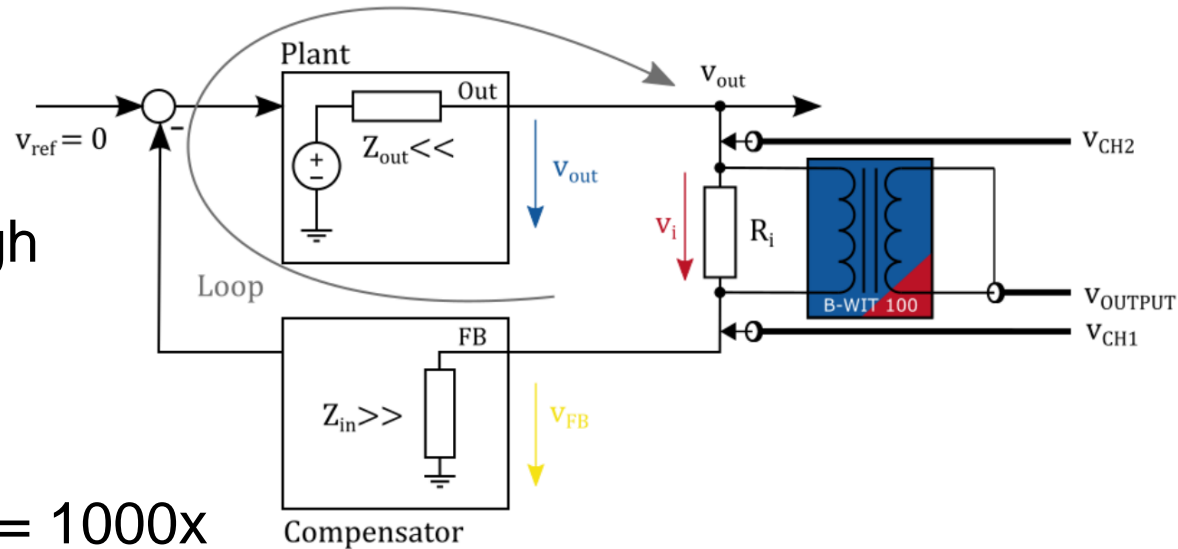 Plant
Out
v_out
v_ref = 0
-
Z_out<<
+
−
v_out
v_CH2
v_i
R_i
gh
Loop
B-WIT 100
v_OUTPUT
v_CH1
FB
Z_in>>
v_FB
= 1000x
Compensator